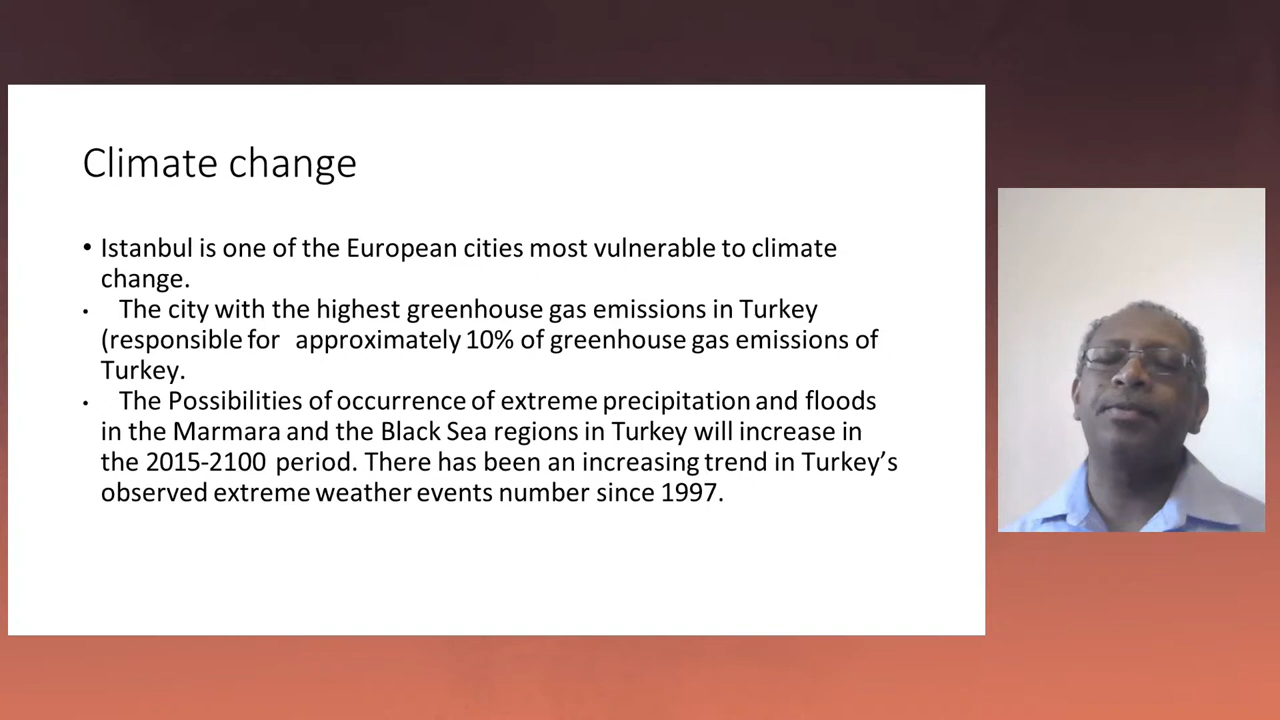 Climate change
• Istanbul is one of the European cities most vulnerable to climate
change.
• The city with the highest greenhouse gas emissions in Turkey
(responsible for approximately 10% of greenhouse gas emissions of
Turkey.
• The Possibilities of occurrence of extreme precipitation and floods
in the Marmara and the Black Sea regions in Turkey will increase in
the 2015-2100 period. There has been an increasing trend in Turkey’s
observed extreme weather events number since 1997.